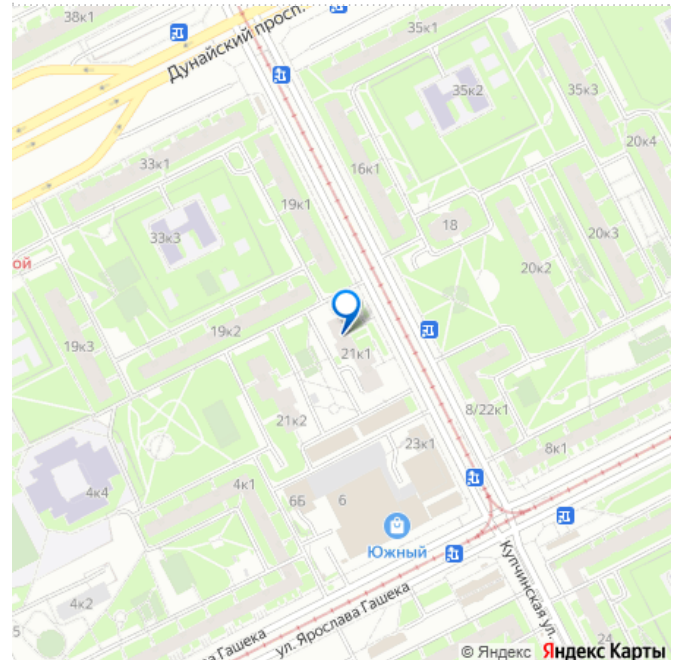 38к1
Дунайский просп.
35к1
35к2
35к3
33к1
16к1
20к4
19к1
33к3
18
20к3
ой
20к2
19к2
19к3
21к1
21к2
8/22к1
23к1
8к1
4к4
4к1
6Б
6
Южный
Купчинская ул.
4к2
ул. Ярослава Гашека
5
ва Гашека
24
© Яндекс Яндекс Карты